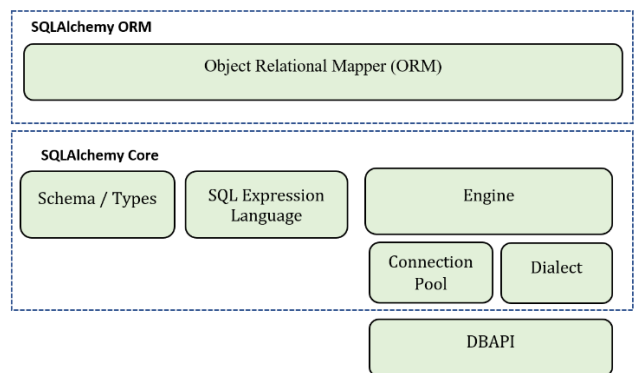 SQLAlchemy ORM
Object Relational Mapper (ORM)
SQLAlchemy Core
Schema / Types
SQL Expression
Language
Engine
Connection
Pool
Dialect
DBAPI